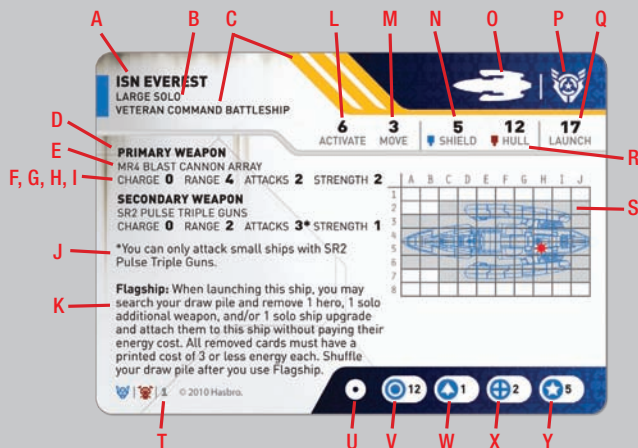 A B C L M N O P Q
ISN EVEREST
LARGE SOLO
VETERAN COMMAND BATTLESHIP
6 ACTIVATE
3 MOVE
5 SHIELD
12 HULL
17 LAUNCH
R
D
PRIMARY WEAPON
E
MR4 BLAST CANNON ARRAY
F, G, H, I
CHARGE 0 RANGE 4 ATTACKS 2 STRENGTH 2
SECONDARY WEAPON
SR2 PULSE TRIPLE GUNS
CHARGE 0 RANGE 2 ATTACKS 3* STRENGTH 1
J
*You can only attack small ships with SR2
Pulse Triple Guns.
A B C D E F G H I J
1
2
3
4
5
6
7
8
S
K
Flagship: When launching this ship, you may
search your draw pile and remove 1 hero, 1 solo
additional weapon, and/or 1 solo ship upgrade
and attach them to this ship without paying their
energy cost. All removed cards must have a
printed cost of 3 or less energy each. Shuffle
your draw pile after you use Flagship.
1 © 2010 Hasbro.
12 1 2 5
T U V W X Y